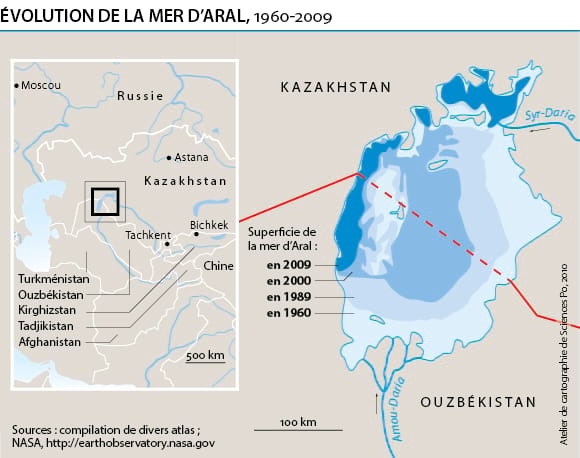 ÉVOLUTION DE LA MER D’ARAL, 1960-2009
Moscou
Russie
Astana
Kazakhstan
Bichkek
Tachkent
Chine
Turkménistan
Ouzbékistan
Kirghizstan
Tadjikistan
Afghanistan
500 km
Sources : compilation de divers atlas ;
NASA, http://earthobservatory.nasa.gov
KAZAKHSTAN
Syr-Daria
Superficie de
la mer d’Aral :
en 2009
en 2000
en 1989
en 1960
Amou-Daria
OUZBÉKISTAN
100 km
Atelier de cartographie de Sciences Po, 2010